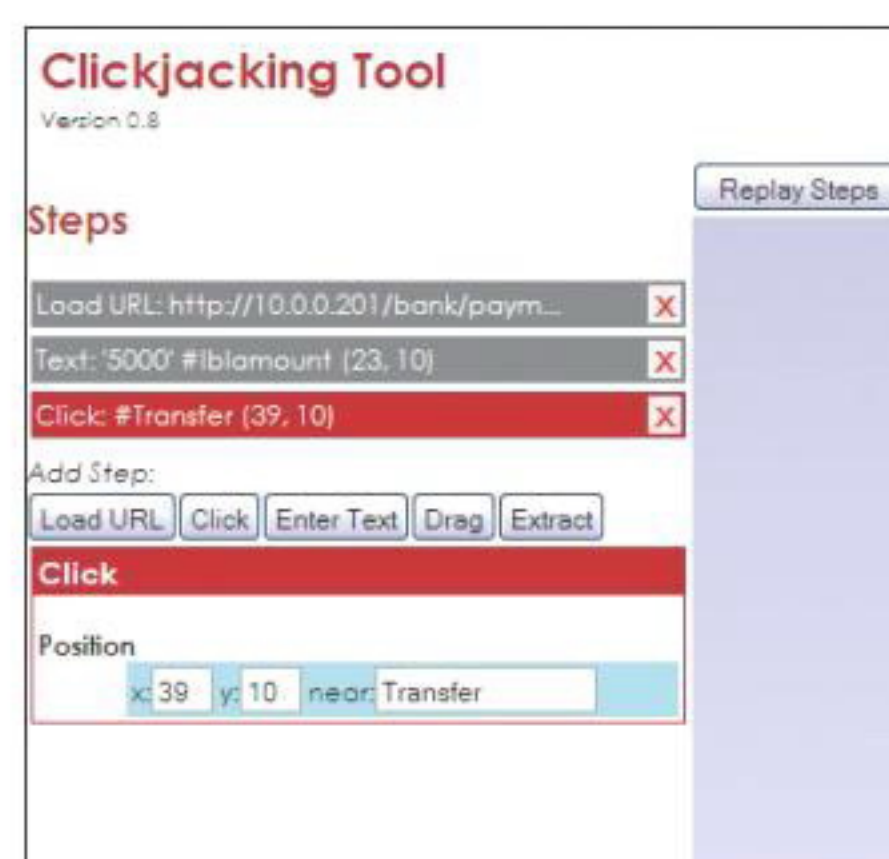 Clickjacking Tool
Version 0.8
Replay Steps
Steps
Load URL: http://10.0.0.201/bank/paym... X
Text: '5000' #lblamount (23, 10) X
Click: #Transfer (39, 10) X
Add Step:
Load URL Click Enter Text Drag Extract
Click
Position
x: 39 y: 10 near: Transfer